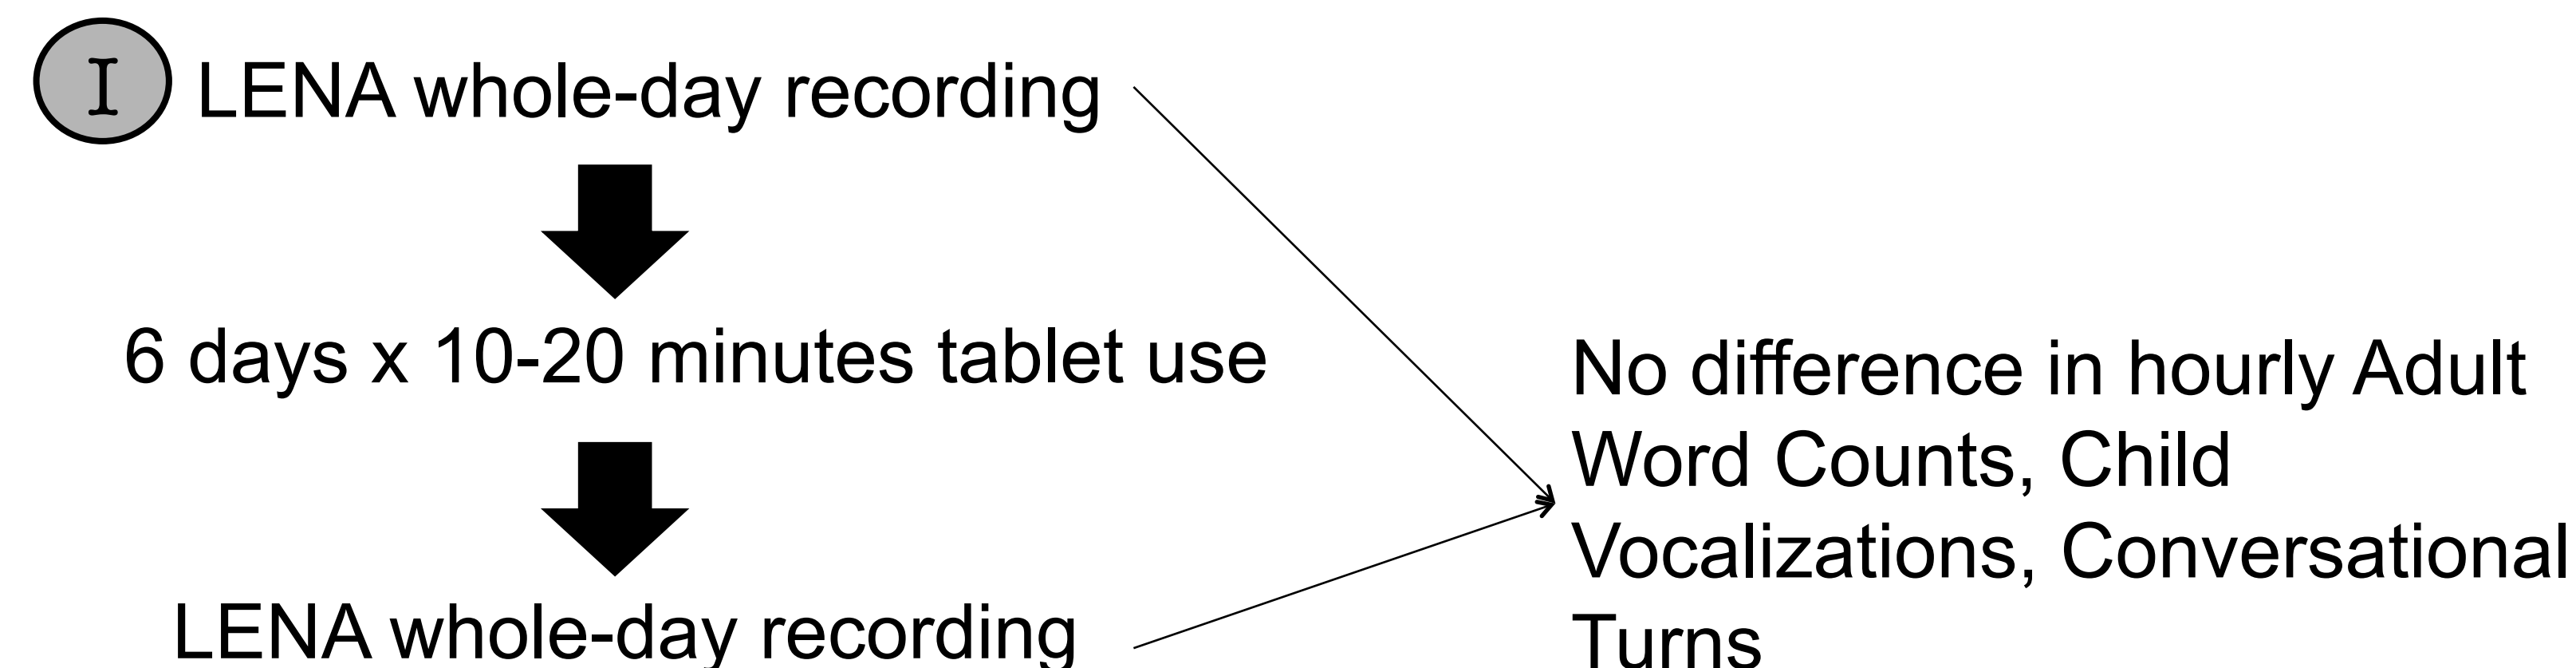 I
LENA whole-day recording
6 days x 10-20 minutes tablet use
LENA whole-day recording
No difference in hourly Adult
Word Counts, Child
Vocalizations, Conversational
Turns